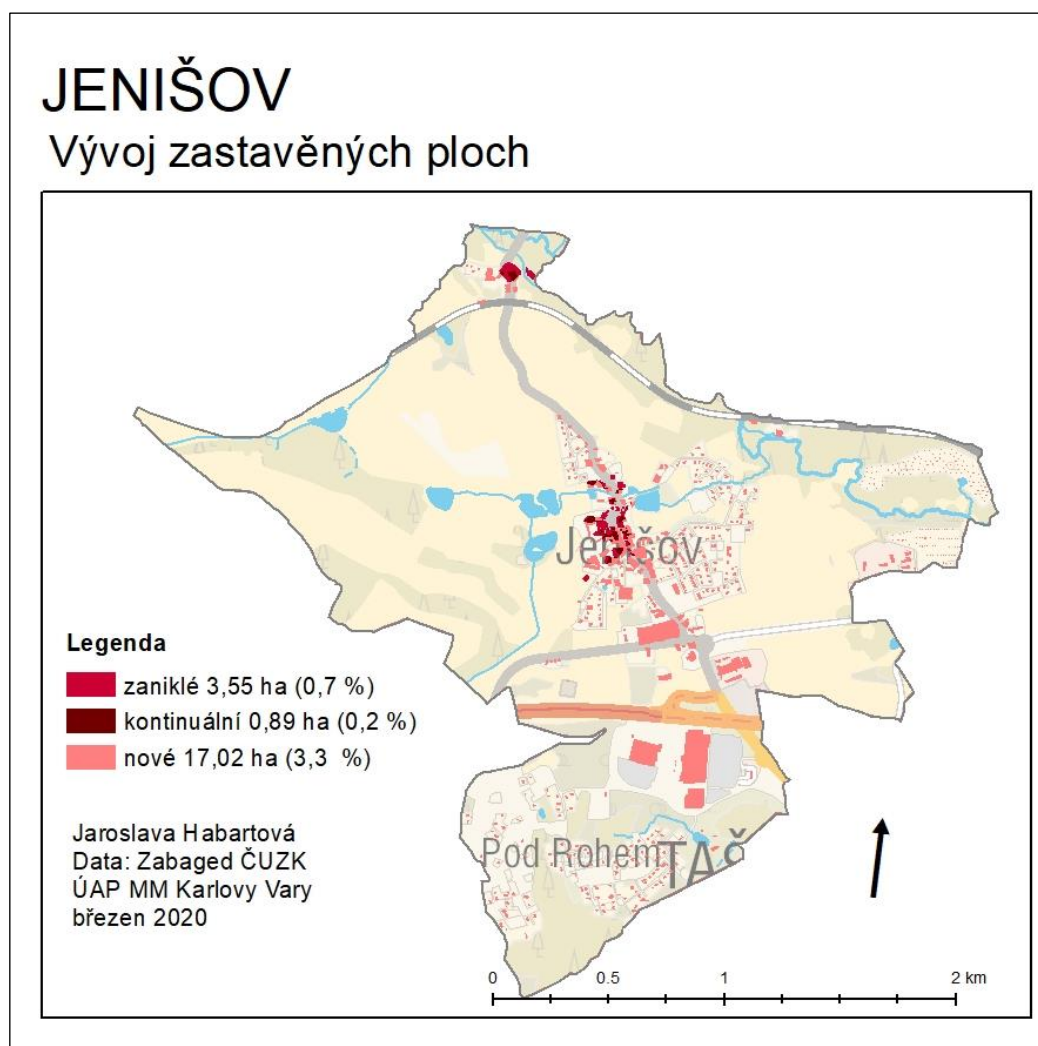 JENIŠOV
Vývoj zastavěných ploch
Jenišov
Legenda
zaniklé 3,55 ha (0,7 %)
kontinuální 0,89 ha (0,2 %)
nové 17,02 ha (3,3 %)
Jaroslava Habartová
Data: Zabaged ČUZK
ÚAP MM Karlovy Vary
březen 2020
Pod Rohem
TAČ
0 0.5 1 2 km